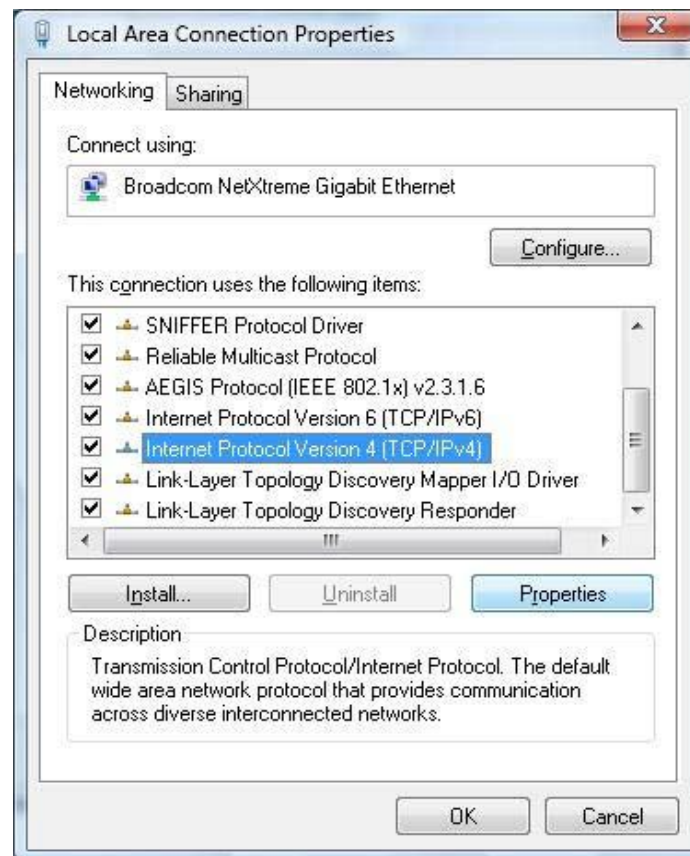 Local Area Connection Properties
Networking
Sharing
Connect using:
Broadcom NetXtreme Gigabit Ethernet
Configure...
This connection uses the following items:
SNIFFER Protocol Driver
Reliable Multicast Protocol
AEGIS Protocol (IEEE 802.1x) v2.3.1.6
Internet Protocol Version 6 (TCP/IPv6)
Internet Protocol Version 4 (TCP/IPv4)
Link-Layer Topology Discovery Mapper I/O Driver
Link-Layer Topology Discovery Responder
Install...
Uninstall
Properties
Description
Transmission Control Protocol/Internet Protocol. The default
wide area network protocol that provides communication
across diverse interconnected networks.
OK
Cancel